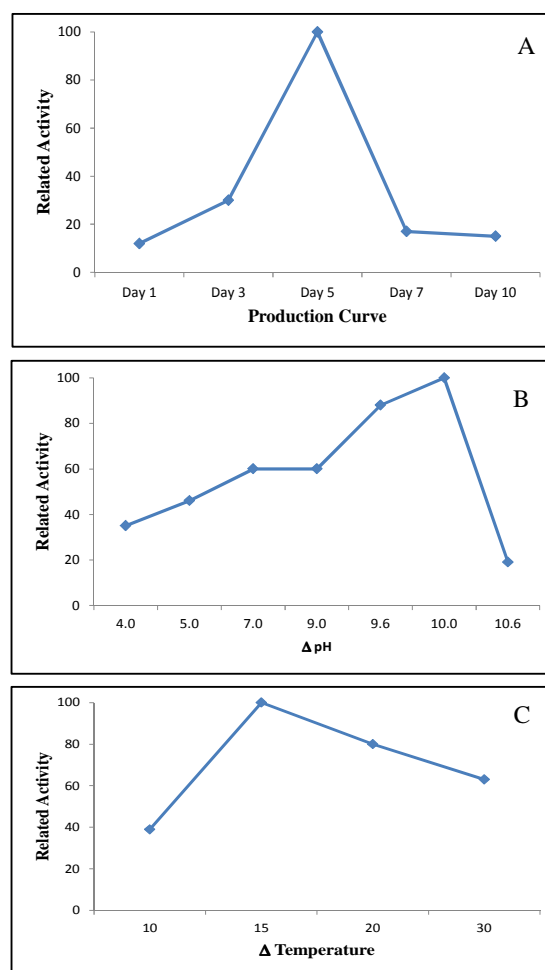 A
100
80
60
40
20
0
Related Activity
Day 1 Day 3 Day 5 Day 7 Day 10
Production Curve
B
100
80
60
40
20
0
Related Activity
4.0 5.0 7.0 9.0 9.6 10.0 10.6
Δ pH
C
100
80
60
40
20
0
Related Activity
10 15 20 30
Δ Temperature